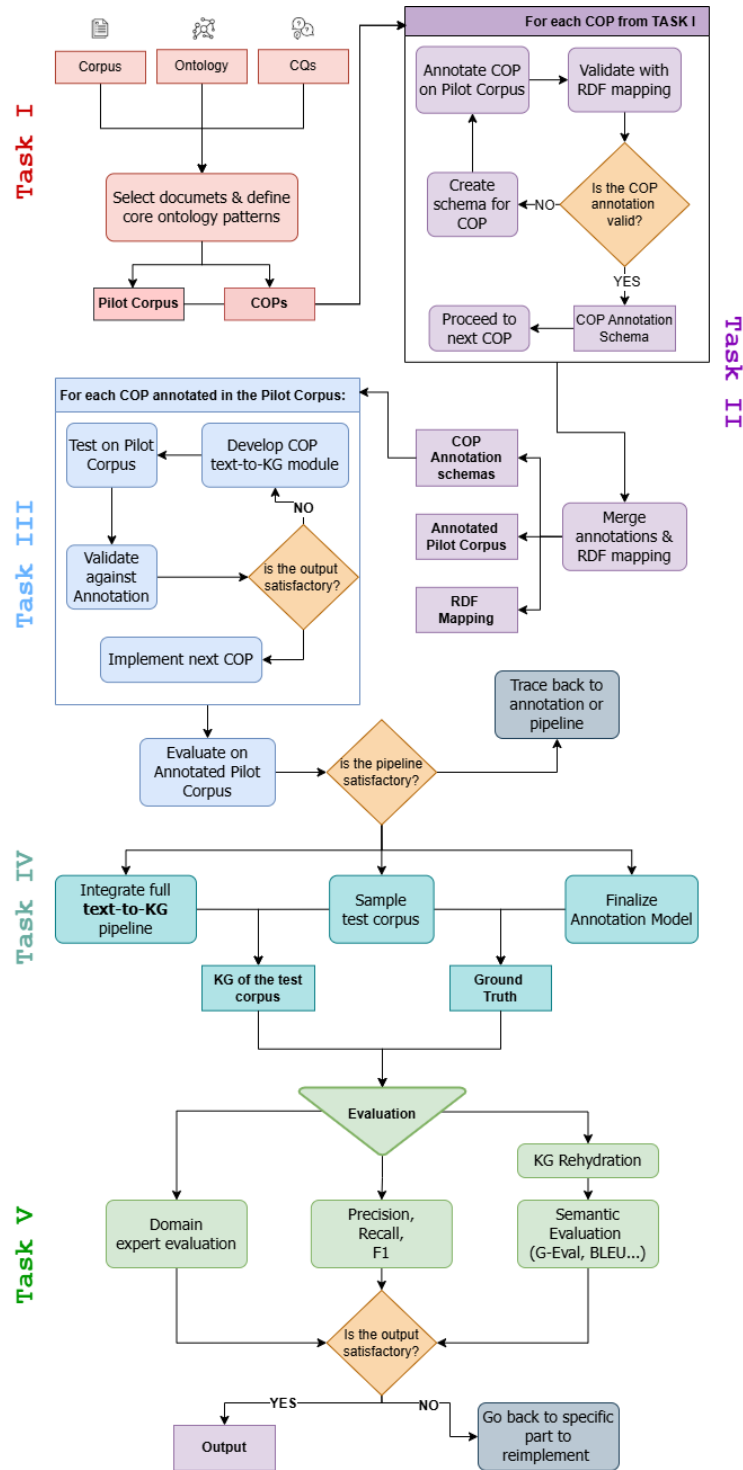 Task I
Corpus
Ontology
CQs
Select documets & define
core ontology patterns
Pilot Corpus
COPs
Task II
For each COP from TASK I
Annotate COP
on Pilot Corpus
Validate with
RDF mapping
Create
schema for
COP
NO
Is the COP
annotation
valid?
YES
Proceed to
next COP
COP Annotation
Schema
Merge
annotations &
RDF mapping
COP
Annotation
schemas
Annotated
Pilot Corpus
RDF
Mapping
Task III
For each COP annotated in the Pilot Corpus:
Test on Pilot
Corpus
Develop COP
text-to-KG module
NO
Validate
against
Annotation
is the output
satisfactory?
Implement next COP
Evaluate on
Annotated Pilot
Corpus
is the pipeline
satisfactory?
Trace back to
annotation or
pipeline
Task IV
Integrate full
text-to-KG
pipeline
Sample
test corpus
Finalize
Annotation Model
KG of the test
corpus
Ground
Truth
Task V
Evaluation
KG Rehydration
Domain
expert evaluation
Precision,
Recall,
F1
Semantic
Evaluation
(G-Eval, BLEU...)
Is the output
satisfactory?
YES
NO
Output
Go back to specific
part to
reimplement